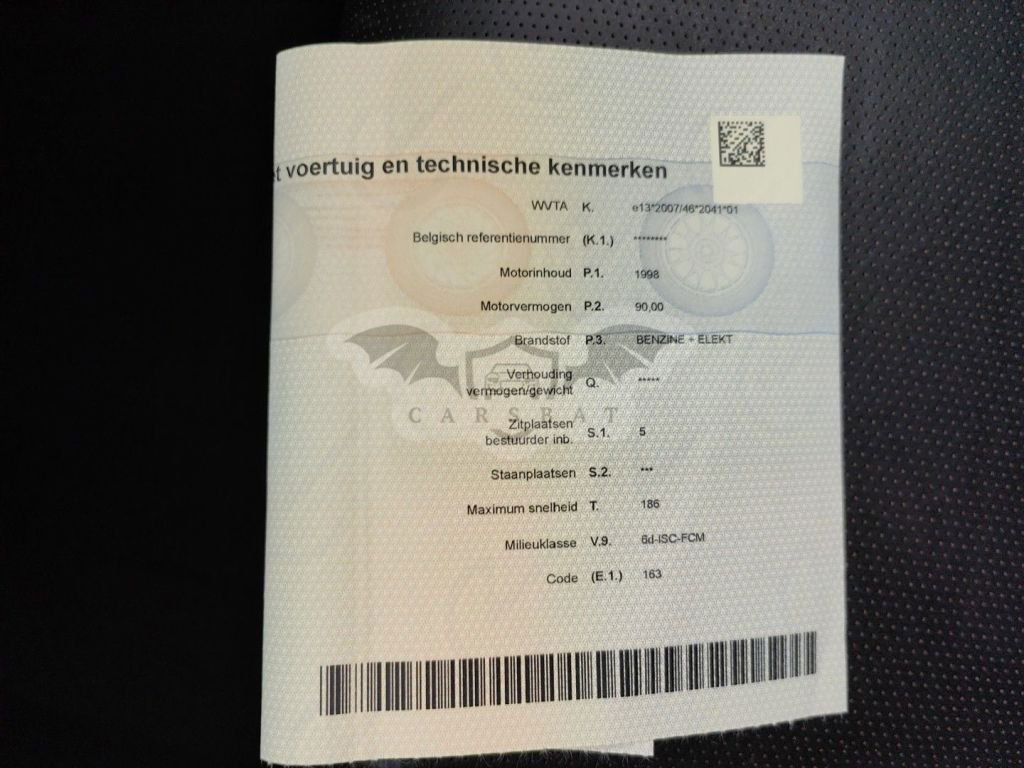 t voertuig en technische kenmerken
WVTA K. e13*2007/46*2041*01
Belgisch referentienummer (K.1.) ********
Motorinhoud P.1. 1998
Motorvermogen P.2. 90,00
Brandstof P.3. BENZINE + ELEKT
Verhouding
vermogen/gewicht Q. *****
CARSBAT
Zitplaatsen
bestuurder inb. S.1. 5
Staanplaatsen S.2. ***
Maximum snelheid T. 186
Milieuklasse V.9. 6d-ISC-FCM
Code (E.1.) 163